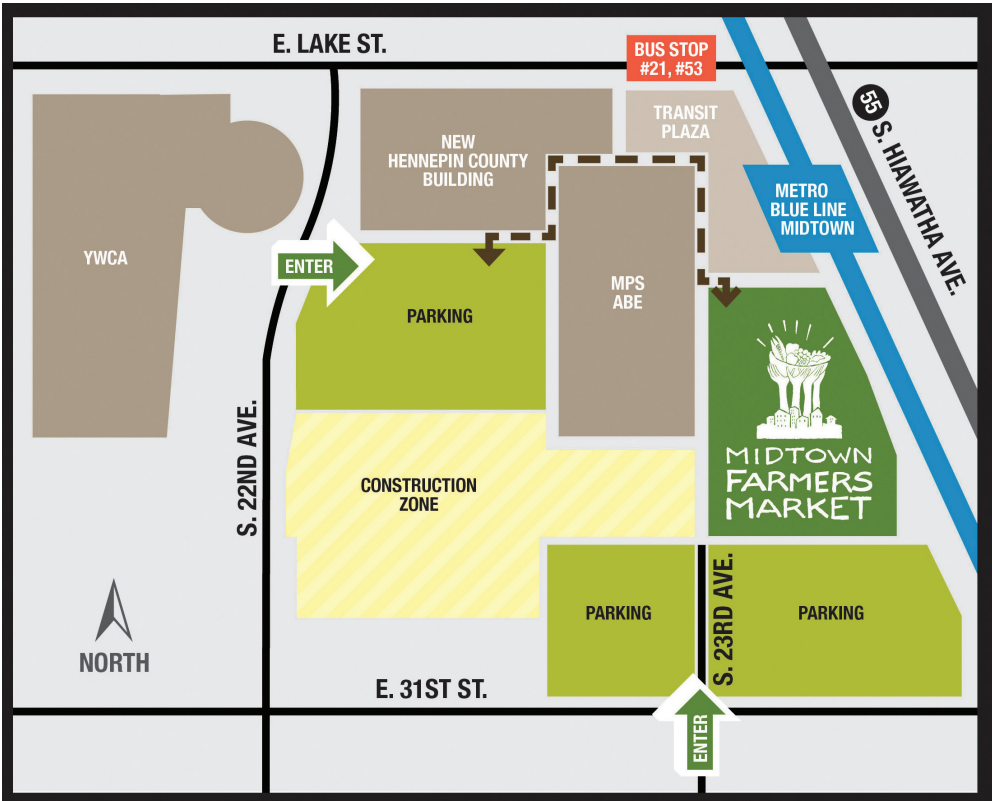 E. LAKE ST.
BUS STOP
#21, #53
TRANSIT
PLAZA
55 S. HIAWATHA AVE.
NEW
HENNEPIN COUNTY
BUILDING
METRO
BLUE LINE
MIDTOWN
YWCA
ENTER
MPS
ABE
PARKING
S. 22ND AVE.
MIDTOWN
FARMERS
MARKET
CONSTRUCTION
ZONE
PARKING
S. 23RD AVE.
PARKING
NORTH
E. 31ST ST.
ENTER